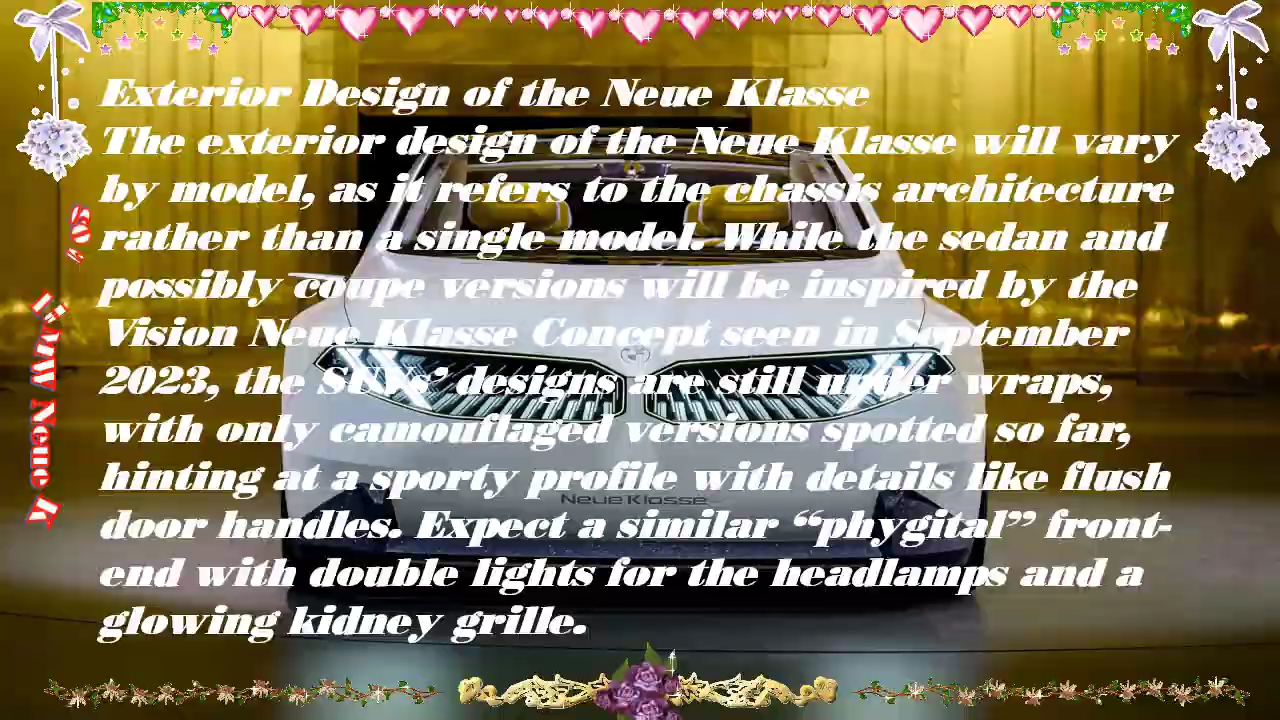 Exterior Design of the Neue Klasse
The exterior design of the Neue Klasse will vary
by model, as it refers to the chassis architecture
rather than a single model. While the sedan and
possibly coupe versions will be inspired by the
Vision Neue Klasse Concept seen in September
2023, the SUVs’ designs are still under wraps,
with only camouflaged versions spotted so far,
hinting at a sporty profile with details like flush
door handles. Expect a similar “phygital” front-
end with double lights for the headlamps and a
glowing kidney grille.
Neue Klasse
BMW Neue K